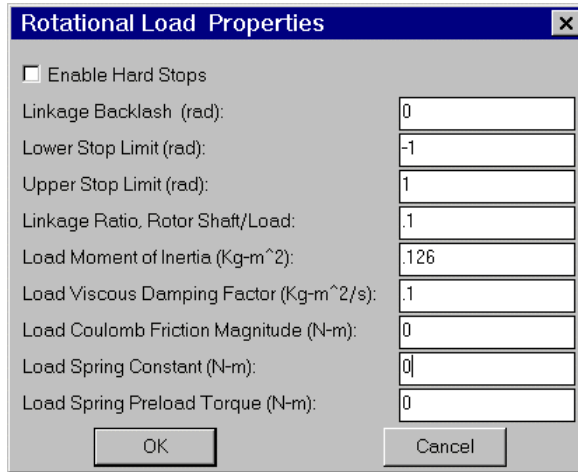 Rotational Load  Properties
Enable Hard Stops
Linkage Backlash (rad): 0
Lower Stop Limit (rad): -1
Upper Stop Limit (rad): 1
Linkage Ratio, Rotor Shaft/Load: .1
Load Moment of Inertia (Kg-m^2): .126
Load Viscous Damping Factor (Kg-m^2/s): .1
Load Coulomb Friction Magnitude (N-m): 0
Load Spring Constant (N-m): 0
Load Spring Preload Torque (N-m): 0
OK Cancel